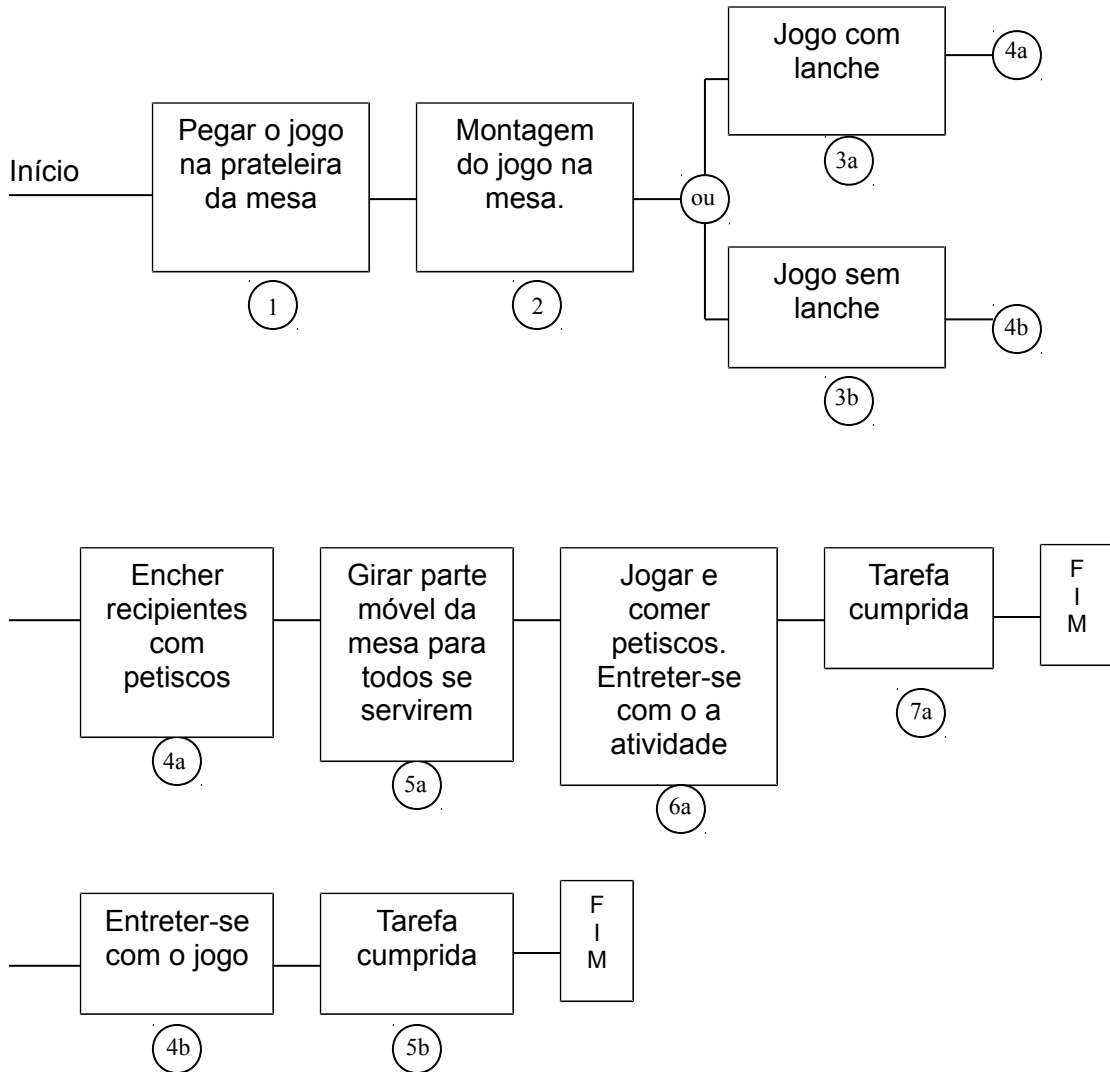 Início
Pegar o jogo
na prateleira
da mesa
1
Montagem
do jogo na
mesa.
2
ou
Jogo com
lanche
3a
4a
Jogo sem
lanche
3b
4b
Encher
recipientes
com
petiscos
4a
Girar parte
móvel da
mesa para
todos se
servirem
5a
Jogar e
comer
petiscos.
Entreter-se
com o a
atividade
6a
Tarefa
cumprida
7a
F
I
M
Entreter-se
com o jogo
4b
Tarefa
cumprida
5b
F
I
M